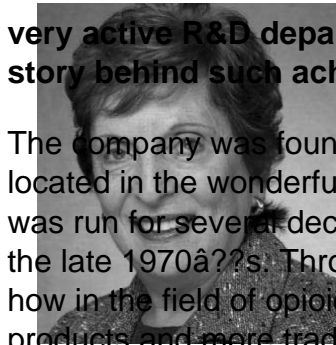 very active R&D depa
story behind such ach
The company was foun
located in the wonderfu
was run for several dec
the late 1970â??s. Thro
how in the field of opioi
products and more trad